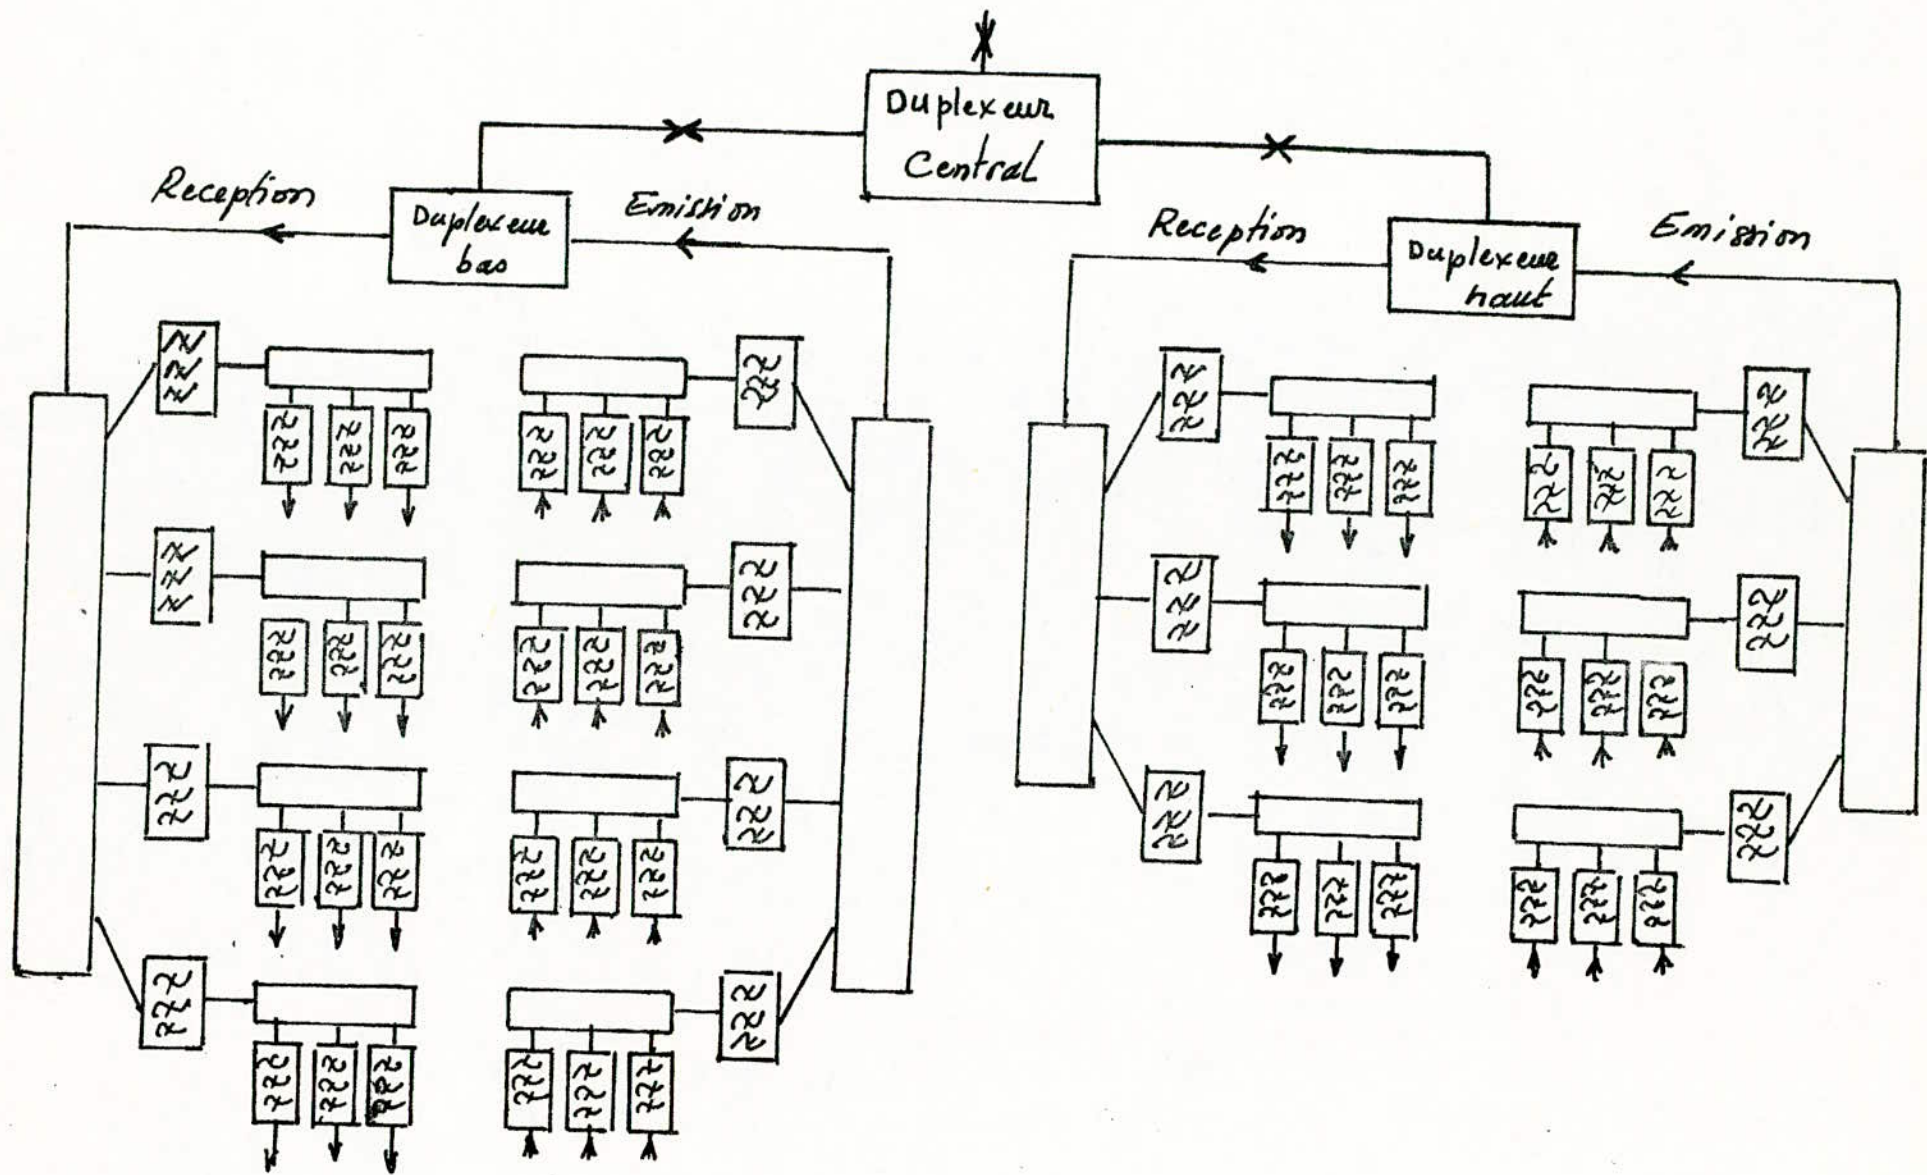 Duplexeur
Central
Reception
Duplexeur
bas
Emission
Reception
Duplexeur
haut
Emission